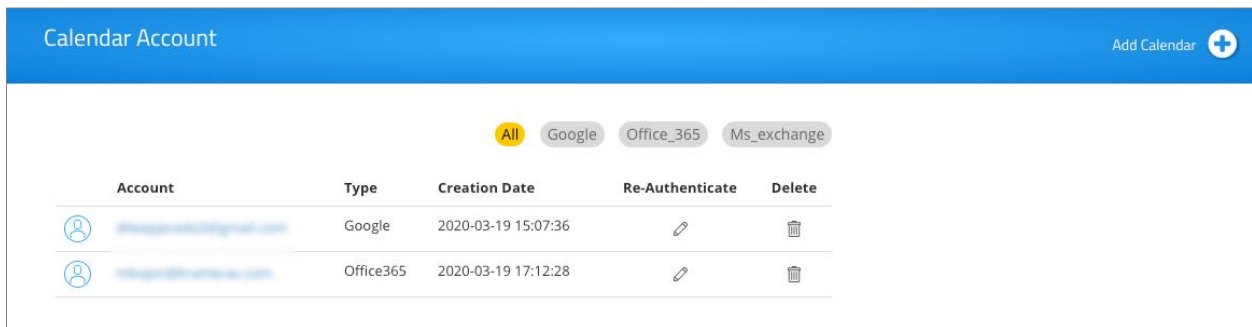 Calendar Account
Add Calendar
All Google Office_365 Ms_exchange
Account Type Creation Date Re-Authenticate Delete
Google 2020-03-19 15:07:36
Office365 2020-03-19 17:12:28